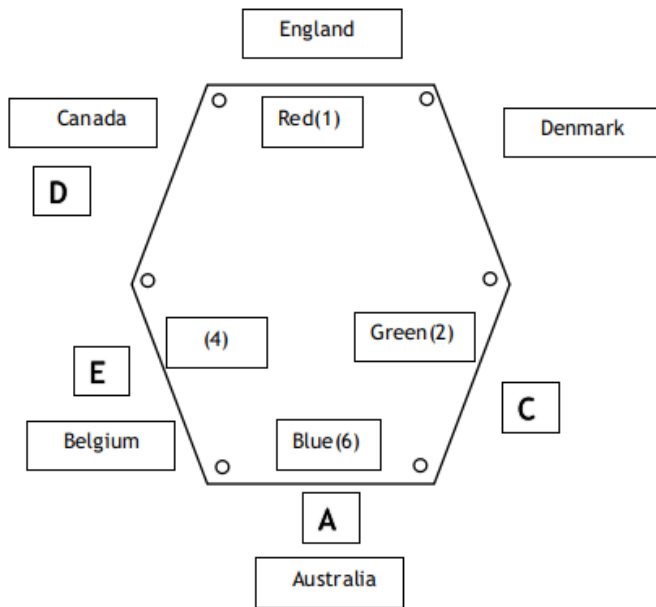 England
Canada
Red(1)
Denmark
D
(4)
Green(2)
E
C
Belgium
Blue(6)
A
Australia